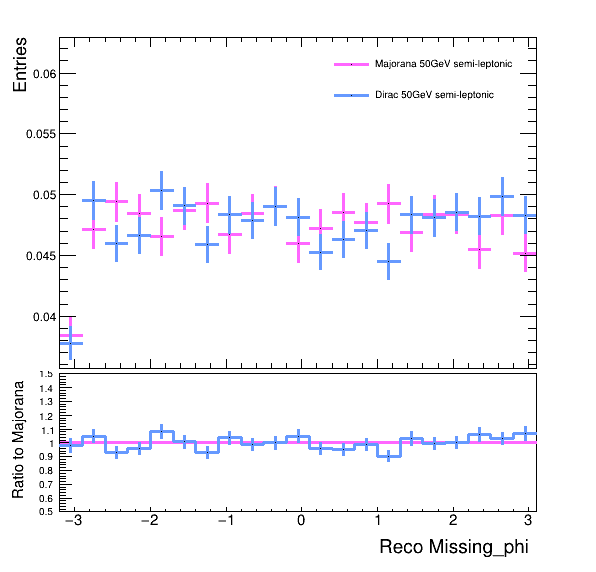 Entries
0.06
0.055
0.05
0.045
0.04
Majorana 50GeV semi-leptonic
Dirac 50GeV semi-leptonic
Ratio to Majorana
1.5
1.4
1.3
1.2
1.1
1
0.9
0.8
0.7
0.6
0.5
−3 −2 −1 0 1 2 3
Reco Missing_phi